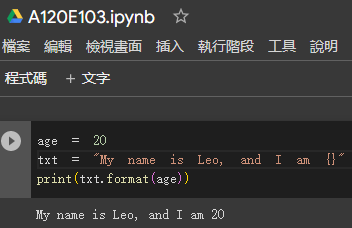 A120E103.ipynb
檔案 編輯 檢視畫面 插入 執行階段 工具 說明
程式碼 + 文字
age = 20
txt = "My name is Leo, and I am {}"
print(txt.format(age))
My name is Leo, and I am 20